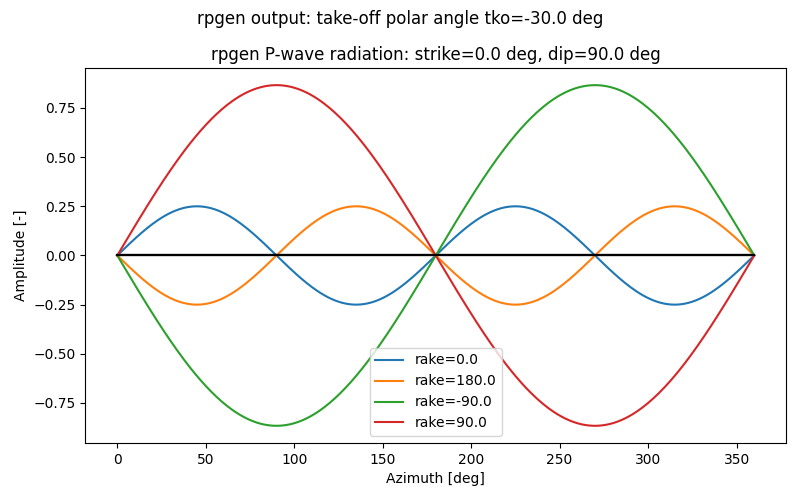 rpgen output: take-off polar angle tko=-30.0 deg
rpgen P-wave radiation: strike=0.0 deg, dip=90.0 deg
Amplitude [-]
0.75
0.50
0.25
0.00
−0.25
−0.50
−0.75
rake=0.0
rake=180.0
rake=-90.0
rake=90.0
0 50 100 150 200 250 300 350
Azimuth [deg]